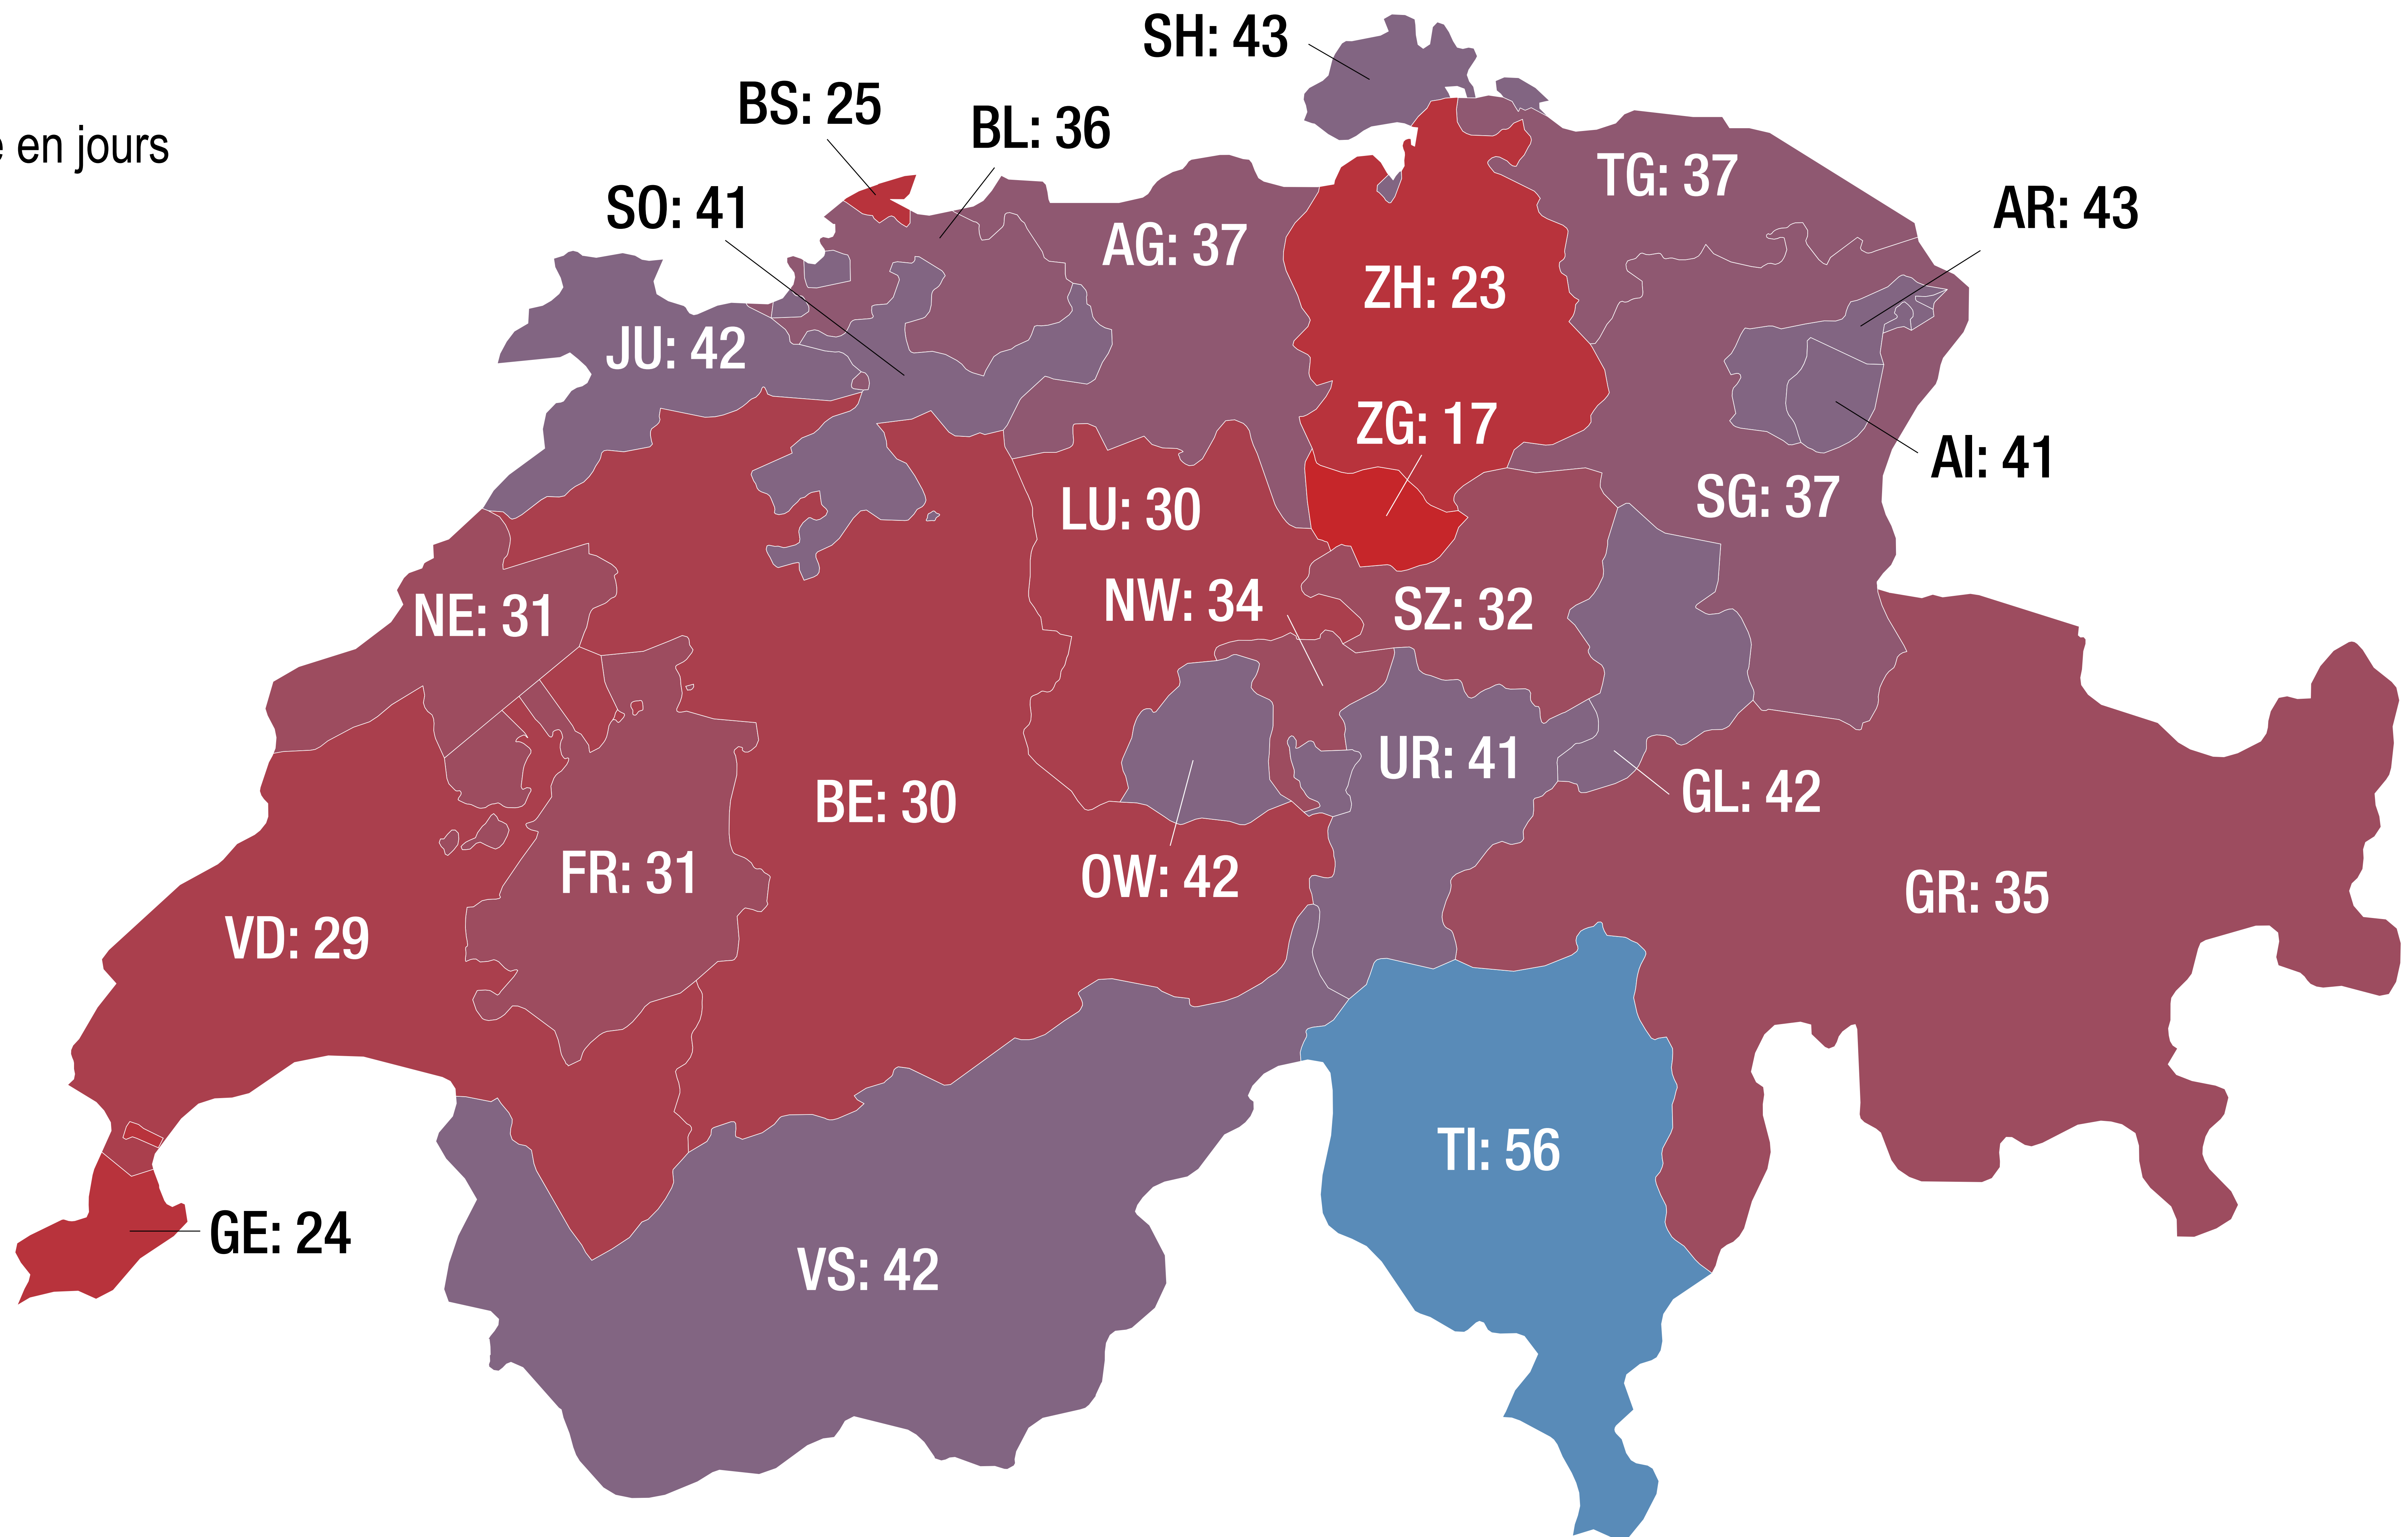 SH: 43
BS: 25
BL: 36
en jours
TG: 37
SO: 41
AR: 43
AG: 37
ZH: 23
JU: 42
ZG: 17
AI: 41
SG: 37
LU: 30
NW: 34
SZ: 32
NE: 31
UR: 41
GL: 42
BE: 30
FR: 31
OW: 42
GR: 35
VD: 29
TI: 56
GE: 24
VS: 42